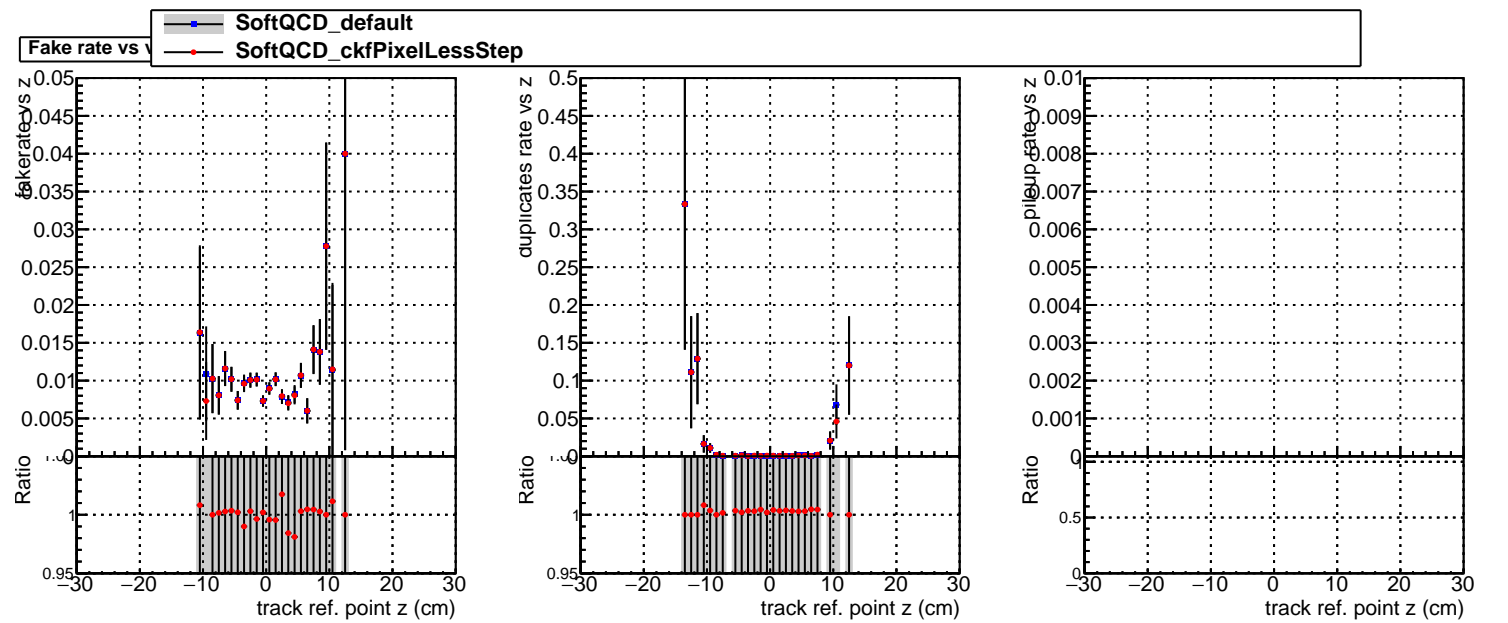 SoftQCD_default
SoftQCD_ckfPixelLessStep
Fake rate vs
fakerate vs z
0.05
0.045
0.04
0.035
0.03
0.025
0.02
0.015
0.01
0.005
0
Ratio
1
0.95
−30 −20 −10 0 10 20 30
track ref. point z (cm)
duplicates rate vs z
0.5
0.45
0.4
0.35
0.3
0.25
0.2
0.15
0.1
0.05
0
Ratio
1
0.95
−30 −20 −10 0 10 20 30
track ref. point z (cm)
pileup rate vs z
0.01
0.009
0.008
0.007
0.006
0.005
0.004
0.003
0.002
0.001
0
Ratio
0.5
0
−30 −20 −10 0 10 20 30
track ref. point z (cm)